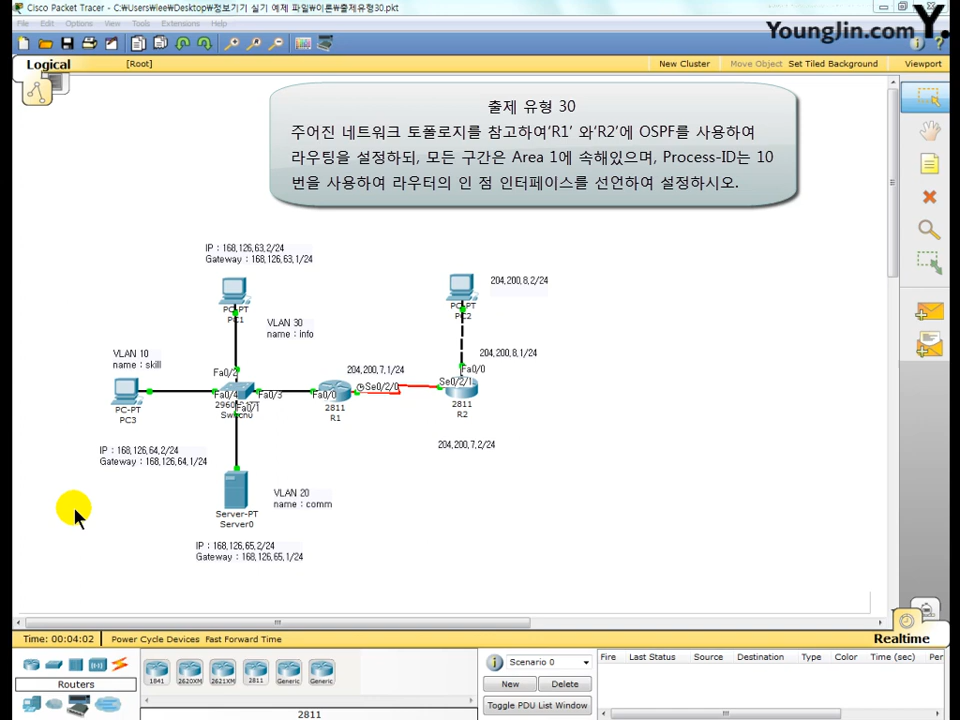 Cisco Packet Tracer - C:\Users\lee\Desktop\정보기기 실기 예제 파일\이론\출제유형30.pkt
File Edit Options View Tools Extensions Help
YoungJin.com Y.
Logical
[Root]
New Cluster
Move Object
Set Tiled Background
Viewport
출제 유형 30
주어진 네트워크 토폴로지를 참고하여'R1' 와'R2'에 OSPF를 사용하여
라우팅을 설정하되, 모든 구간은 Area 1에 속해있으며, Process-ID는 10
번을 사용하여 라우터의 인 점 인터페이스를 선언하여 설정하시오.
IP : 168,126,63,2/24
Gateway : 168,126,63,1/24
PC-PT
PC1
VLAN 30
name : info
204,200,8,2/24
PC-PT
PC2
204,200,8,1/24
Fa0/0
VLAN 10
name : skill
Fa0/2
204,200,7,1/24
Se0/2/0
Se0/2/1
Fa0/4
Fa0/3
Fa0/0
Fa0/1
PC-PT
PC3
2811
R1
2811
R2
204,200,7,2/24
IP : 168,126,64,2/24
Gateway : 168,126,64,1/24
VLAN 20
name : comm
Server-PT
Server0
IP : 168,126,65,2/24
Gateway : 168,126,65,1/24
Time: 00:04:02
Power Cycle Devices Fast Forward Time
Realtime
Routers
1841
2620XM
2621XM
2811
Generic
Generic
2811
Scenario 0
New
Delete
Toggle PDU List Window
Fire Last Status Source Destination Type Color Time (sec) Per